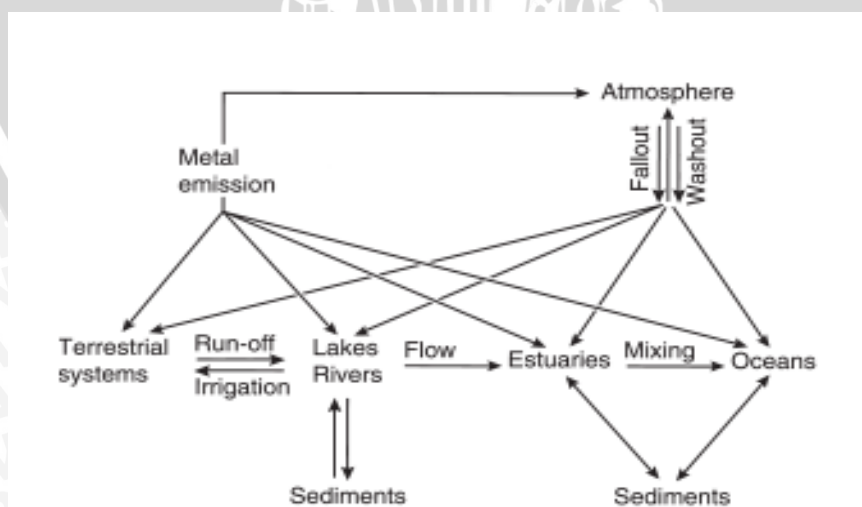 Atmosphere
Metal
emission
Fallout
Washout
Terrestrial
systems
Run-off
Irrigation
Lakes
Rivers
Flow
Estuaries
Mixing
Oceans
Sediments
Sediments